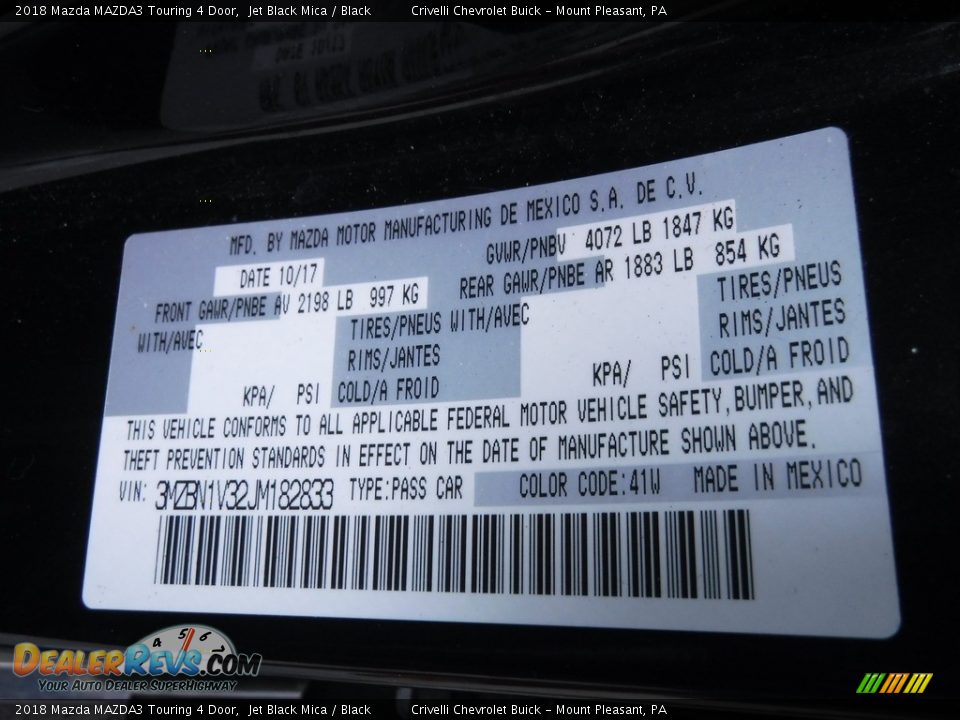 2018 Mazda MAZDA3 Touring 4 Door, Jet Black Mica / Black Crivelli Chevrolet Buick - Mount Pleasant, PA
MFD. BY MAZDA MOTOR MANUFACTURING DE MEXICO S.A. DE C.V.
DATE 10/17 GVWR/PNBV 4072 LB 1847 KG
FRONT GAWR/PNBE AV 2198 LB 997 KG REAR GAWR/PNBE AR 1883 LB 854 KG
WITH/AVEC TIRES/PNEUS WITH/AVEC TIRES/PNEUS
RIMS/JANTES RIMS/JANTES
KPA/ PSI COLD/A FROID KPA/ PSI COLD/A FROID
THIS VEHICLE CONFORMS TO ALL APPLICABLE FEDERAL MOTOR VEHICLE SAFETY, BUMPER, AND
THEFT PREVENTION STANDARDS IN EFFECT ON THE DATE OF MANUFACTURE SHOWN ABOVE.
VIN: 3MZBN1V32JM182833 TYPE:PASS CAR COLOR CODE:41W MADE IN MEXICO
4 5 6 7
DEALERREVS.COM
Your Auto Dealer SuperHighway
2018 Mazda MAZDA3 Touring 4 Door, Jet Black Mica / Black Crivelli Chevrolet Buick - Mount Pleasant, PA